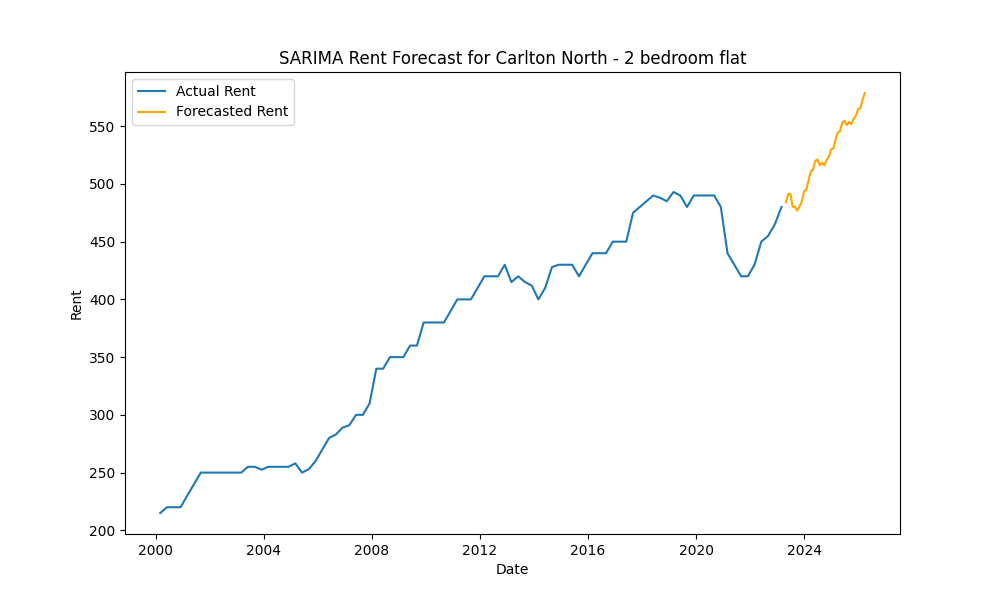 SARIMA Rent Forecast for Carlton North - 2 bedroom flat
Actual Rent
Forecasted Rent
550
500
450
400
350
300
250
200
Rent
2000 2004 2008 2012 2016 2020 2024
Date